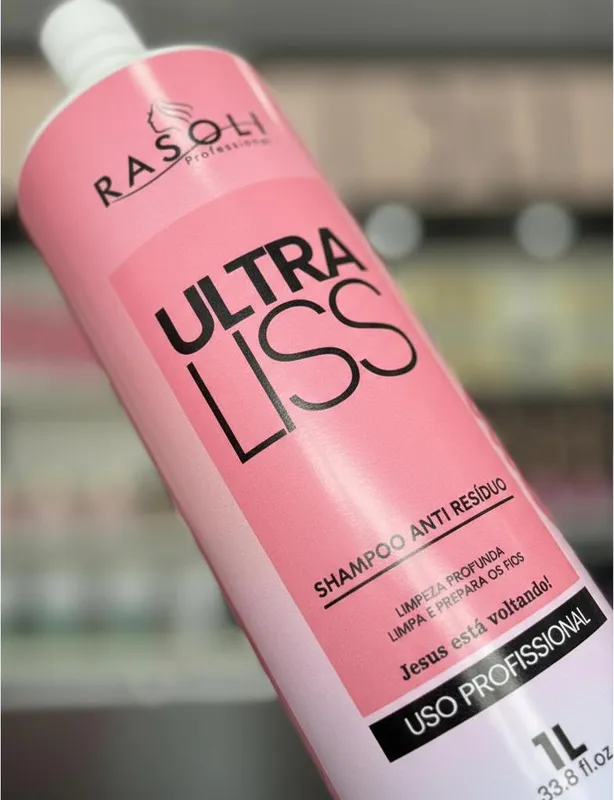 RASOLI
Professional
ULTRA
LISS
SHAMPOO ANTI RESÍDUO
LIMPEZA PROFUNDA
LIMPA E PREPARA OS FIOS
Jesus está voltando!
USO PROFISSIONAL
1L
33.8 fl.oz